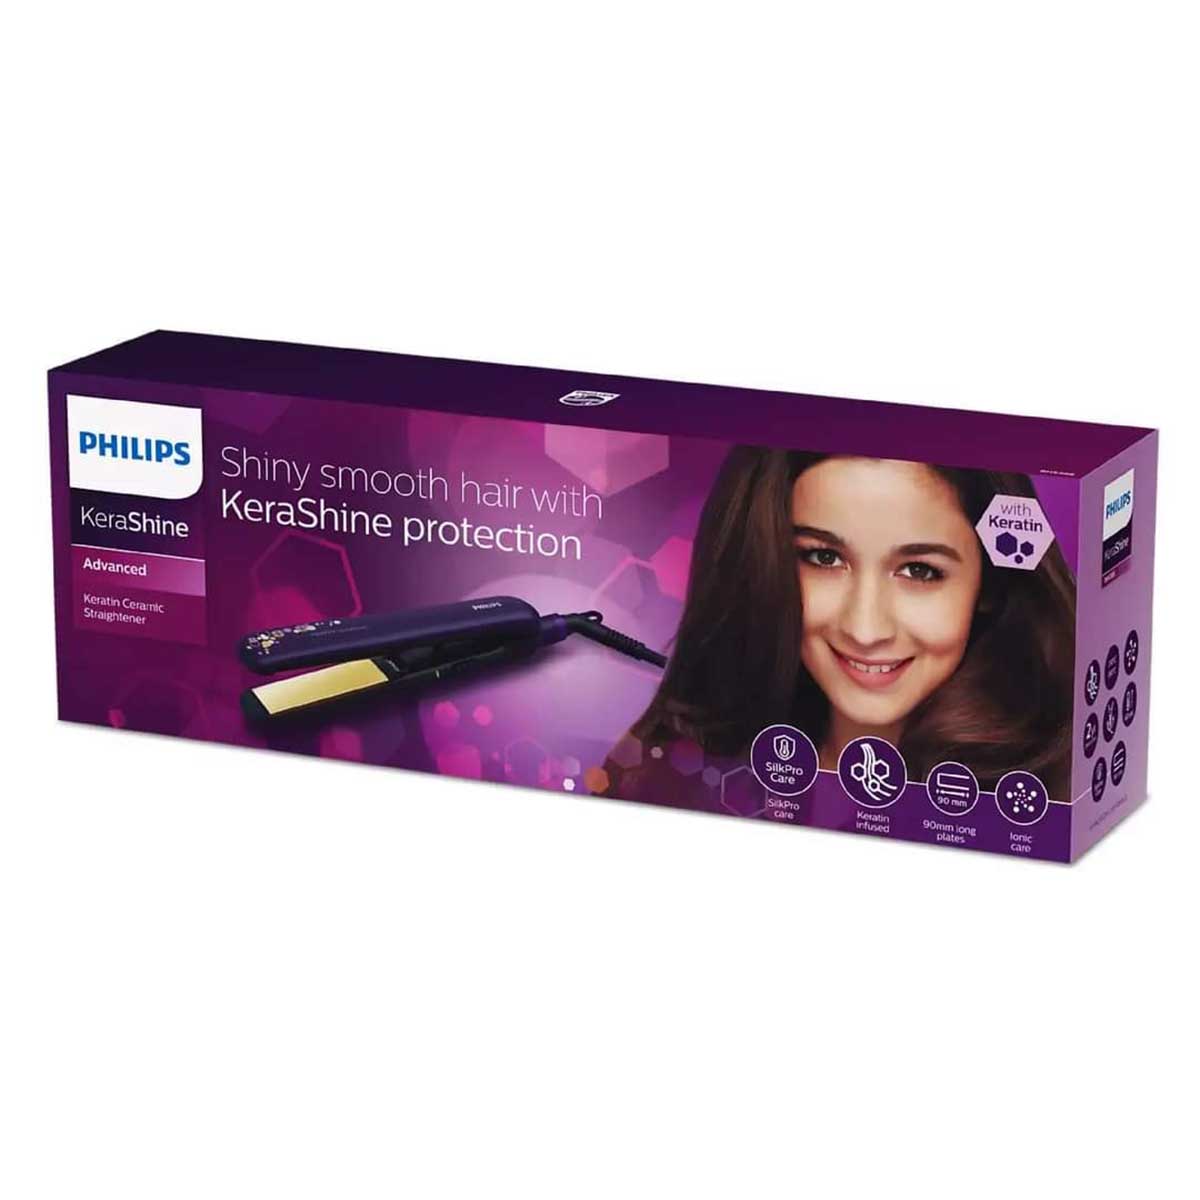 PHILIPS
KeraShine
Advanced
Keratin Ceramic
Straightener
Shiny smooth hair with
KeraShine protection
PHILIPS
with
Keratin
SilkPro
Care
SilkPro
care
Keratin
infused
90 mm
90mm long
plates
Ionic
care
PHILIPS
KeraShine